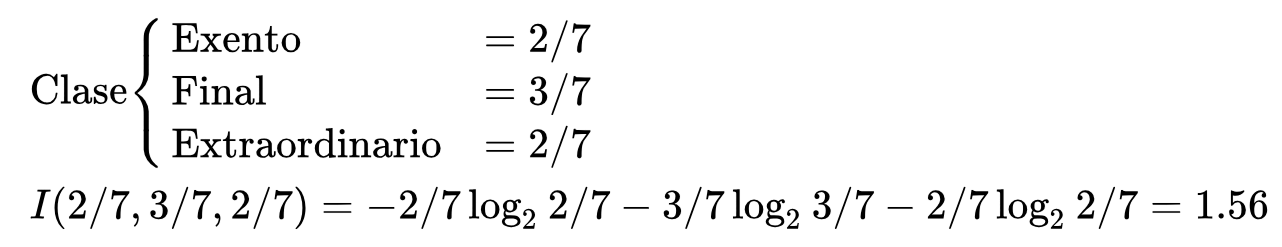 Exento = 2/7
Clase { Final = 3/7
Extraordinario = 2/7
I(2/7, 3/7, 2/7) = −2/7 log₂ 2/7 − 3/7 log₂ 3/7 − 2/7 log₂ 2/7 = 1.56